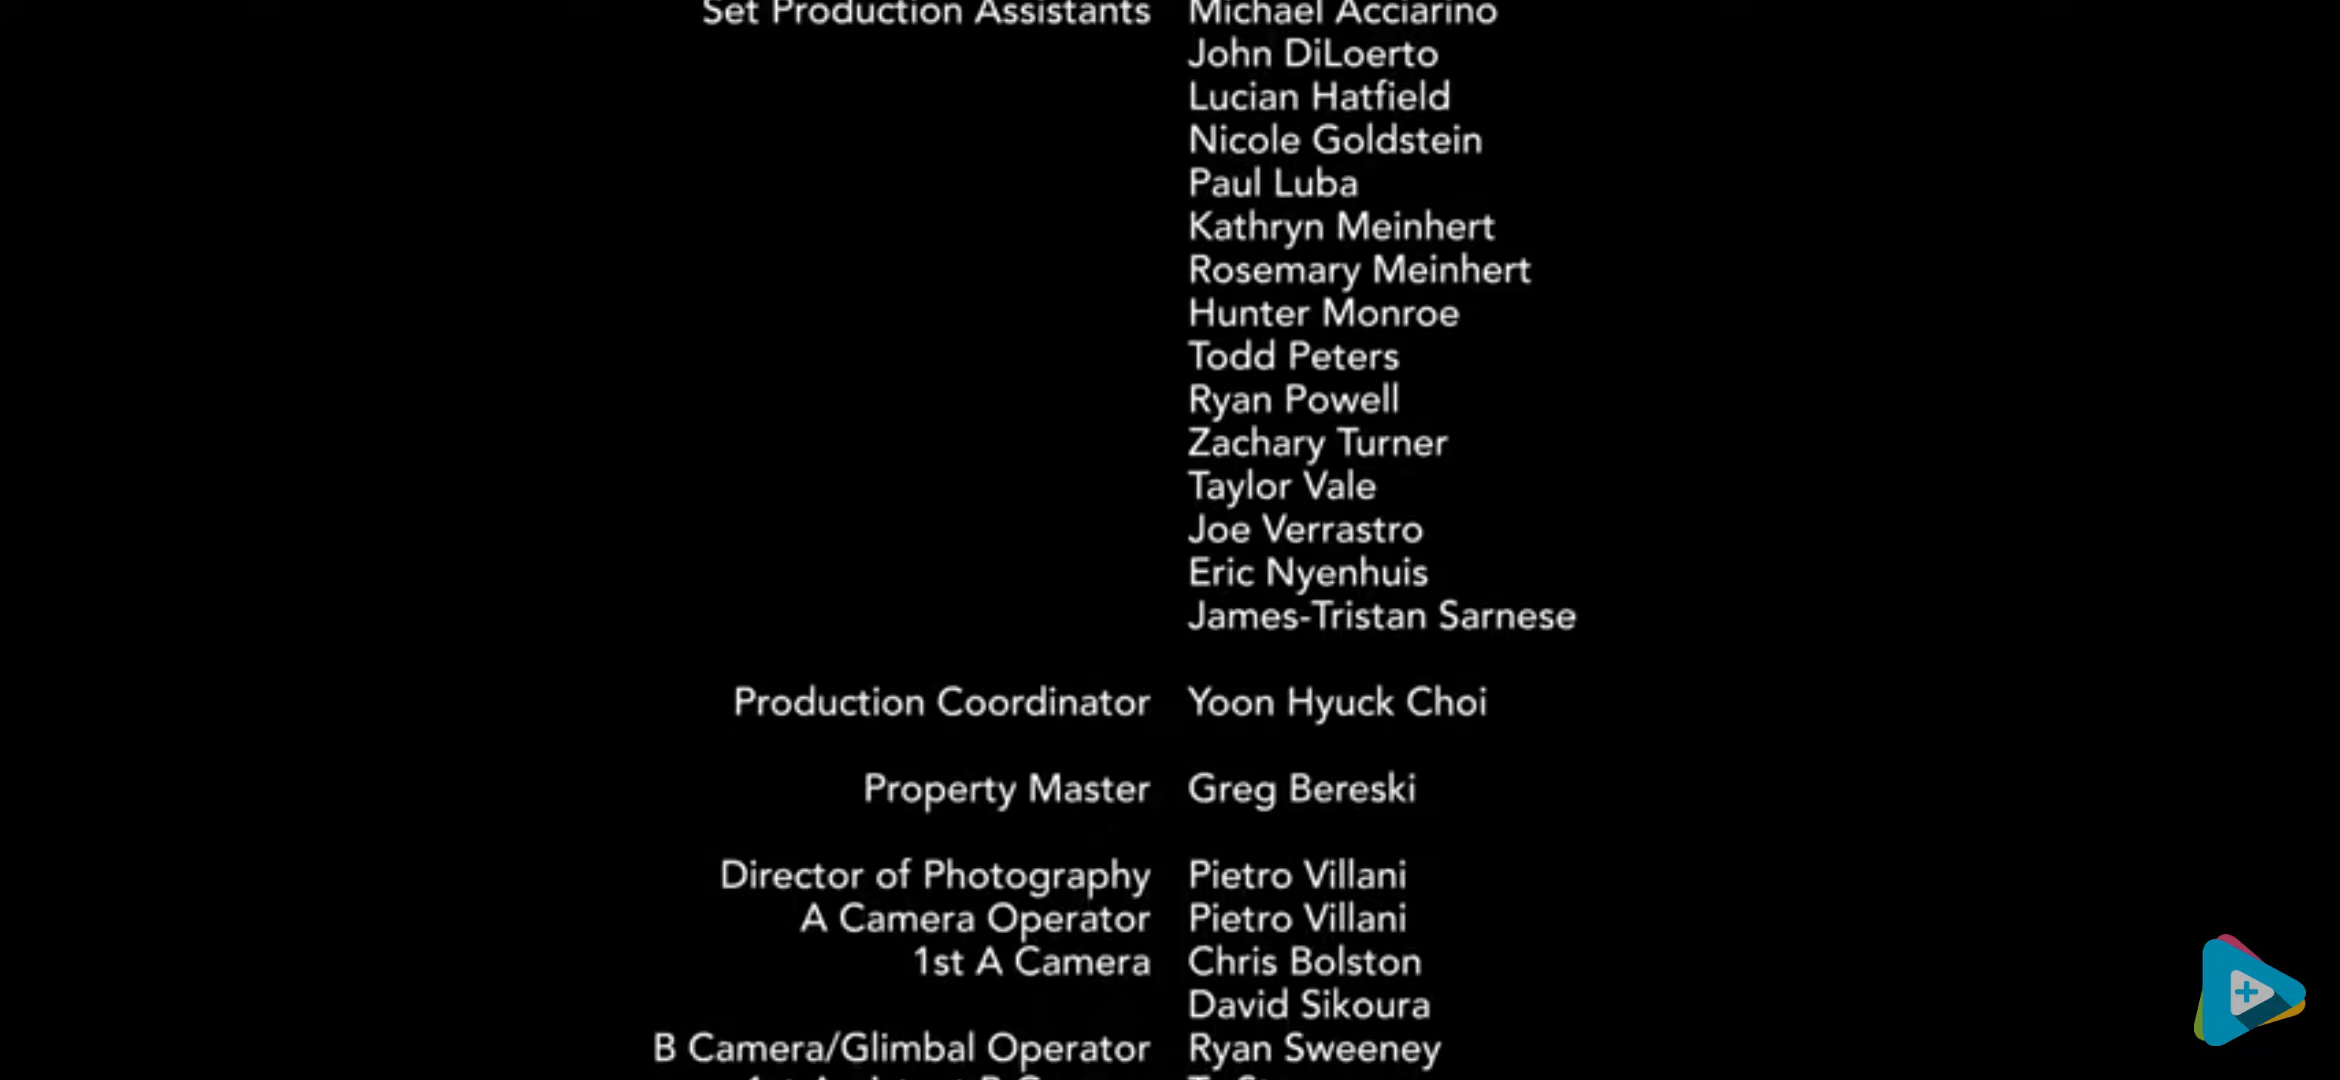 Set Production Assistants Michael Acciarino
John DiLoerto
Lucian Hatfield
Nicole Goldstein
Paul Luba
Kathryn Meinhert
Rosemary Meinhert
Hunter Monroe
Todd Peters
Ryan Powell
Zachary Turner
Taylor Vale
Joe Verrastro
Eric Nyenhuis
James-Tristan Sarnese
Production Coordinator Yoon Hyuck Choi
Property Master Greg Bereski
Director of Photography Pietro Villani
A Camera Operator Pietro Villani
1st A Camera Chris Bolston
David Sikoura
B Camera/Glimbal Operator Ryan Sweeney